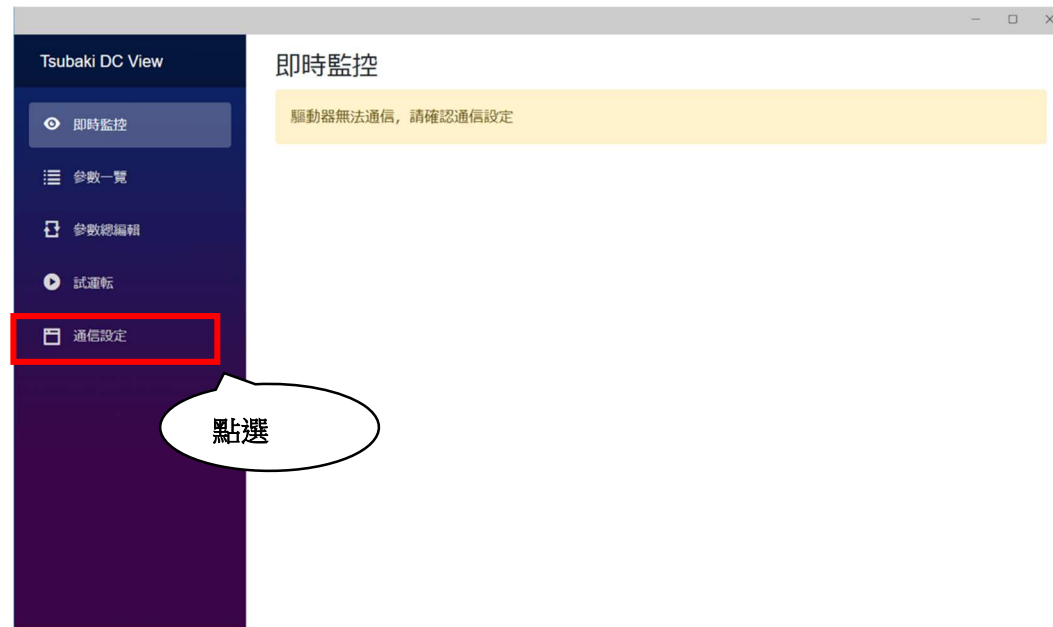 Tsubaki DC View
即時監控
參數一覽
參數總編輯
試運転
通信設定
即時監控
驅動器無法通信，請確認通信設定
點選